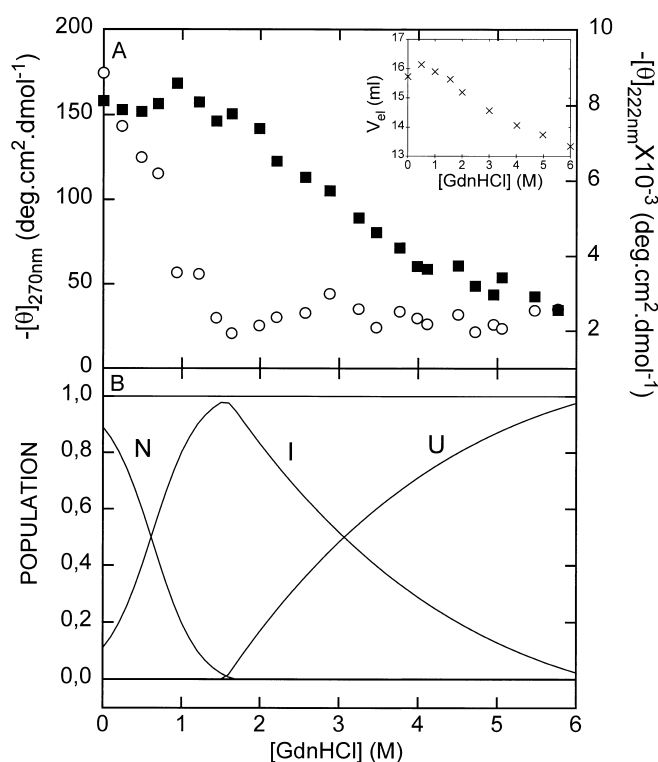 A
200
150
100
50
0
-[θ]270nm (deg.cm².dmol⁻¹)
10
8
6
4
2
-[θ]222nmX10⁻³ (deg.cm².dmol⁻¹)
16
15
14
13
17
0 1 2 3 4 5 6
Vel (ml)
[GdnHCl] (M)
B
1,0
0,8
0,6
0,4
0,2
0,0
POPULATION
N
I
U
0 1 2 3 4 5 6
[GdnHCl] (M)